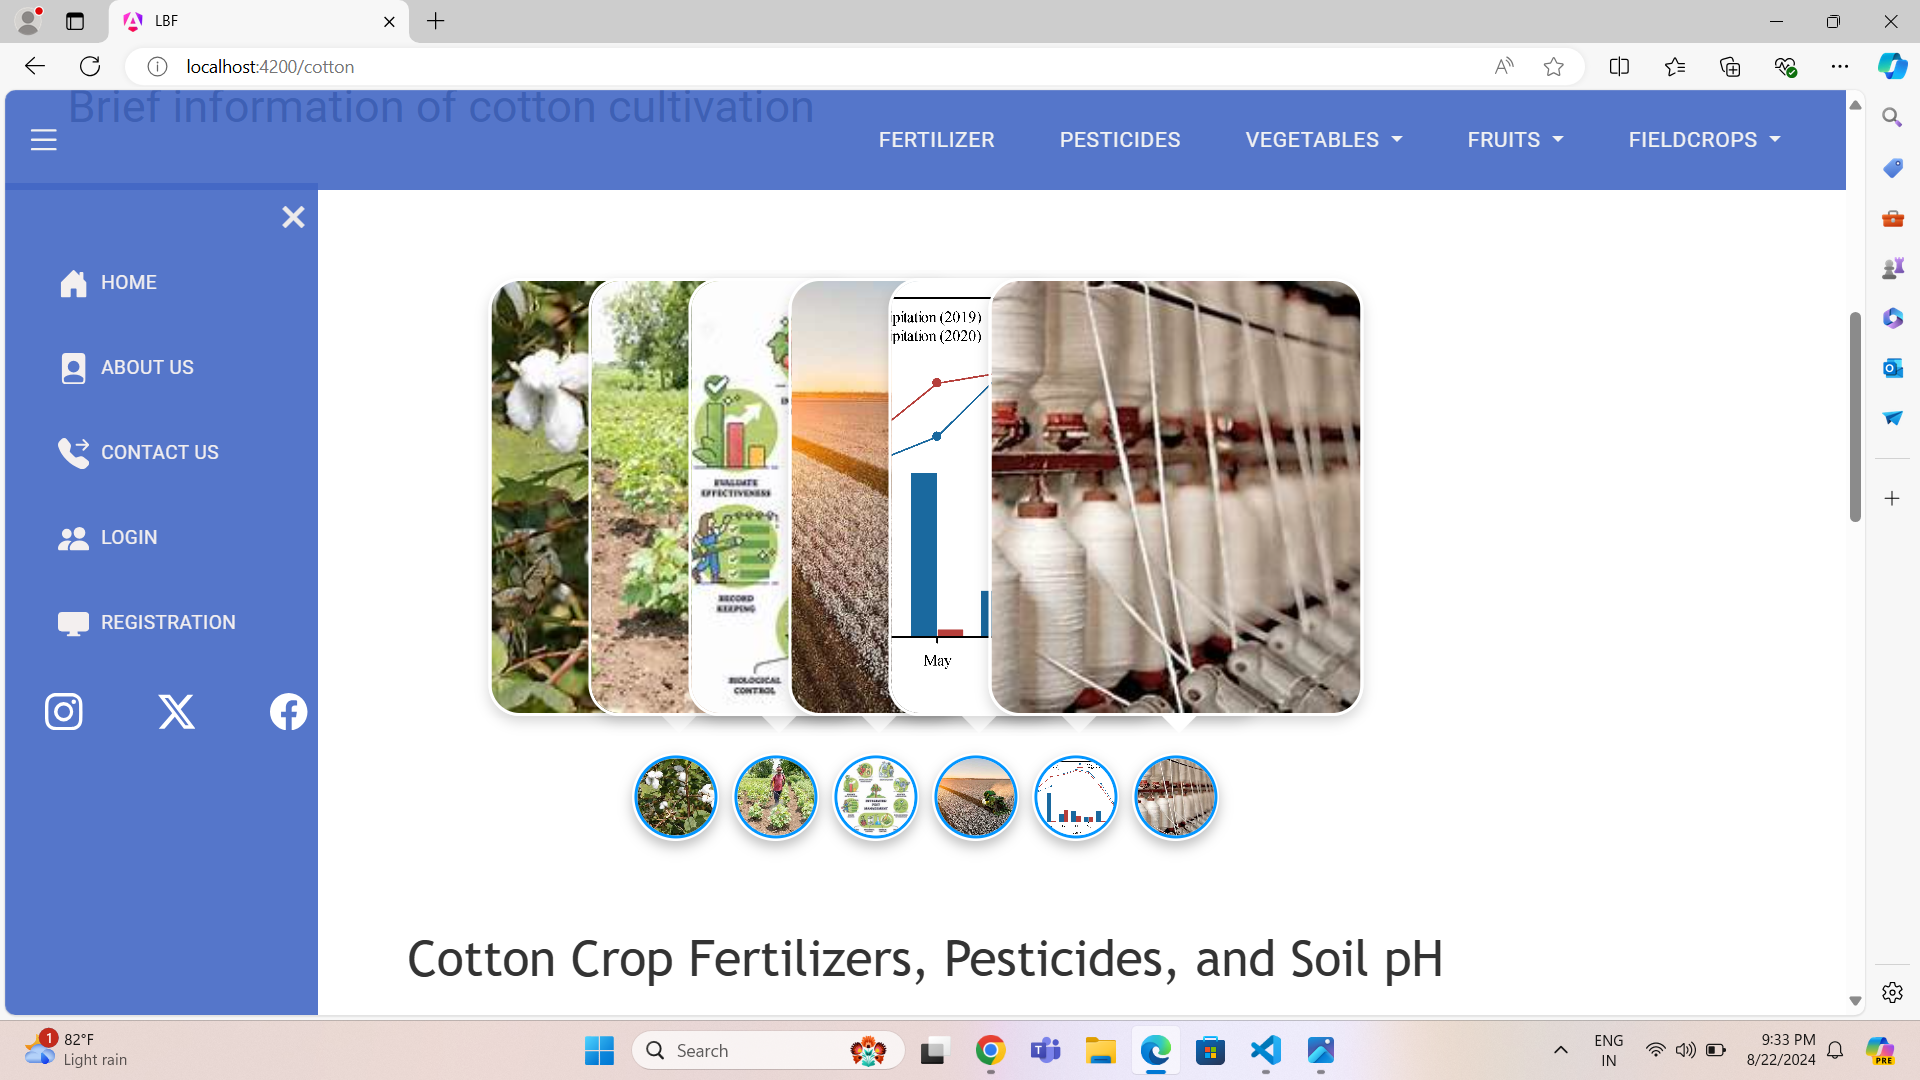 LBF
localhost:4200/cotton
Brief information of cotton cultivation
FERTILIZER
PESTICIDES
VEGETABLES
FRUITS
FIELDCROPS
HOME
ABOUT US
CONTACT US
LOGIN
REGISTRATION
EVALUATE
EFFECTIVENESS
RECORD
KEEPING
BIOLOGICAL
CONTROL
pitation (2019)
pitation (2020)
May
Cotton Crop Fertilizers, Pesticides, and Soil pH
1
82°F
Light rain
Search
ENG
IN
9:33 PM
8/22/2024
PRE